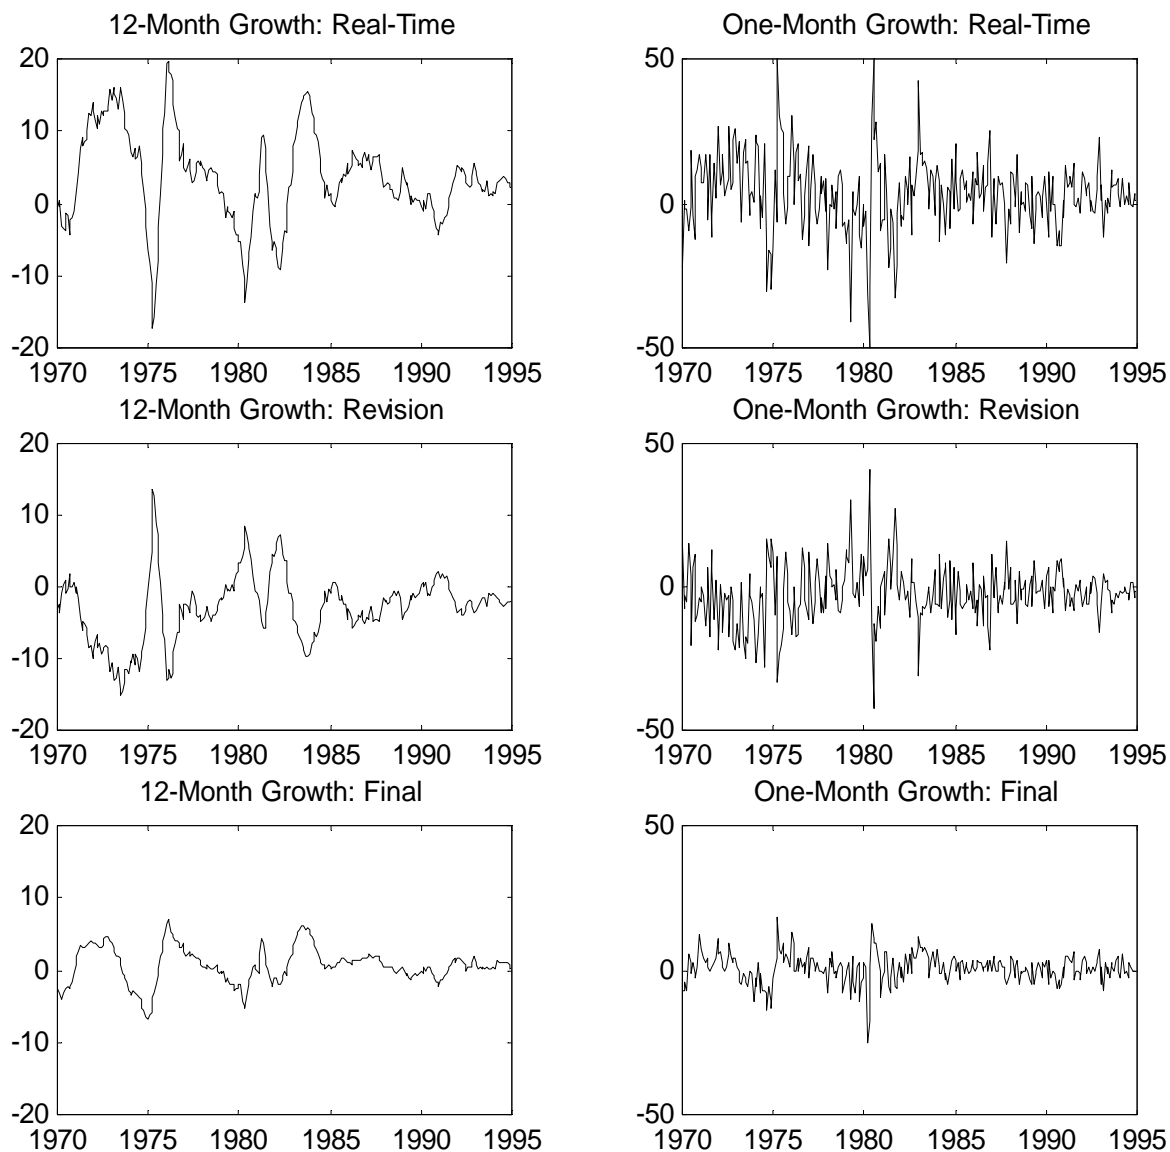 12-Month Growth: Real-Time
20
10
0
-10
-20
1970 1975 1980 1985 1990 1995
One-Month Growth: Real-Time
50
0
-50
1970 1975 1980 1985 1990 1995
12-Month Growth: Revision
20
10
0
-10
-20
1970 1975 1980 1985 1990 1995
One-Month Growth: Revision
50
0
-50
1970 1975 1980 1985 1990 1995
12-Month Growth: Final
20
10
0
-10
-20
1970 1975 1980 1985 1990 1995
One-Month Growth: Final
50
0
-50
1970 1975 1980 1985 1990 1995